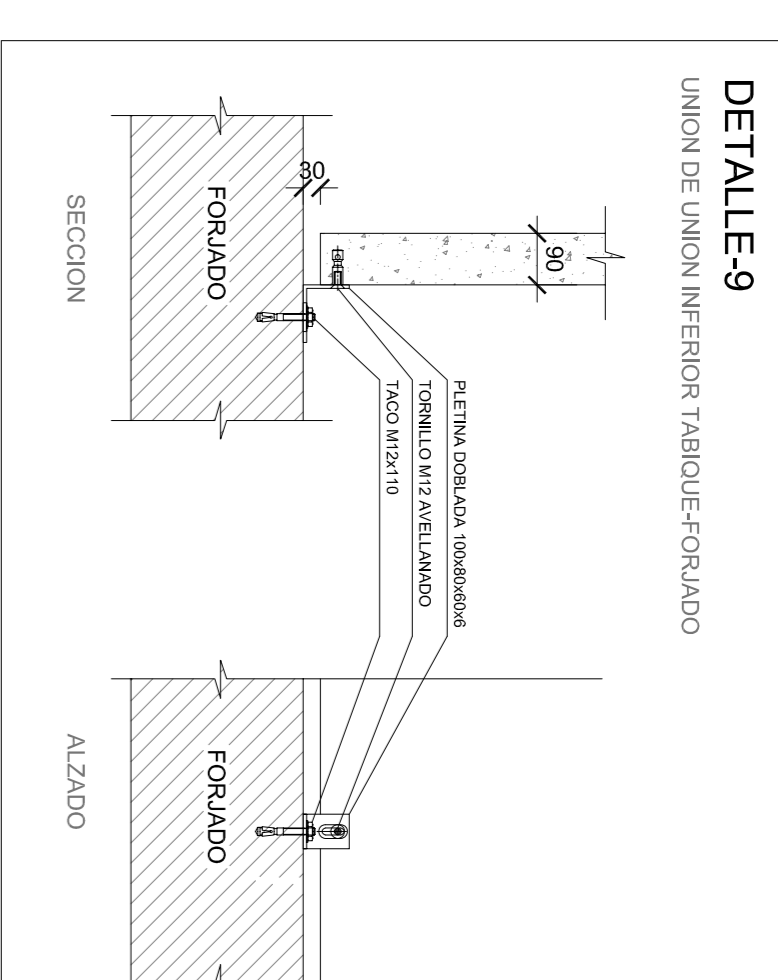 DETALLE-9
UNION DE UNION INFERIOR TABIQUE-FORJADO
90
30
PLETINA DOBLADA 100x80x60x6
TORNILLO M12 AVELLANADO
TACO M12x110
FORJADO
FORJADO
SECCION
ALZADO